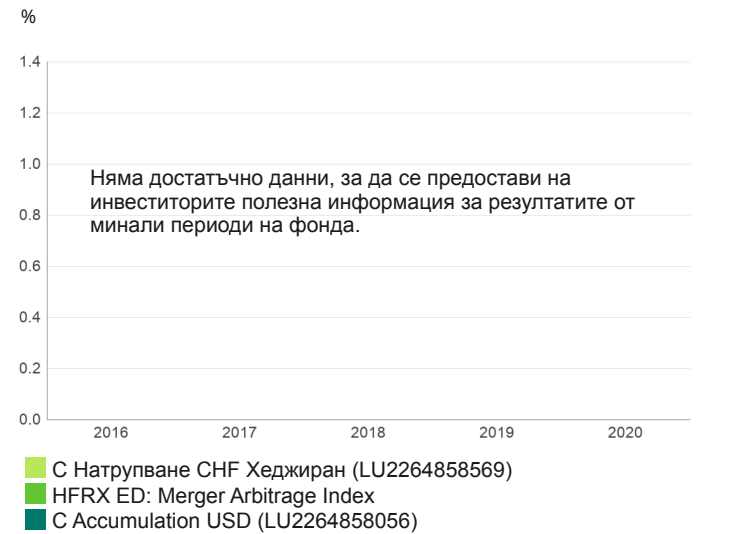 %
1.4
1.2
1.0
Няма достатъчно данни, за да се предостави на
инвеститорите полезна информация за резултатите от
минали периоди на фонда.
0.8
0.6
0.4
0.2
0.0
2016 2017 2018 2019 2020
С Натрупване CHF Хеджиран (LU2264858569)
HFRX ED: Merger Arbitrage Index
C Accumulation USD (LU2264858056)